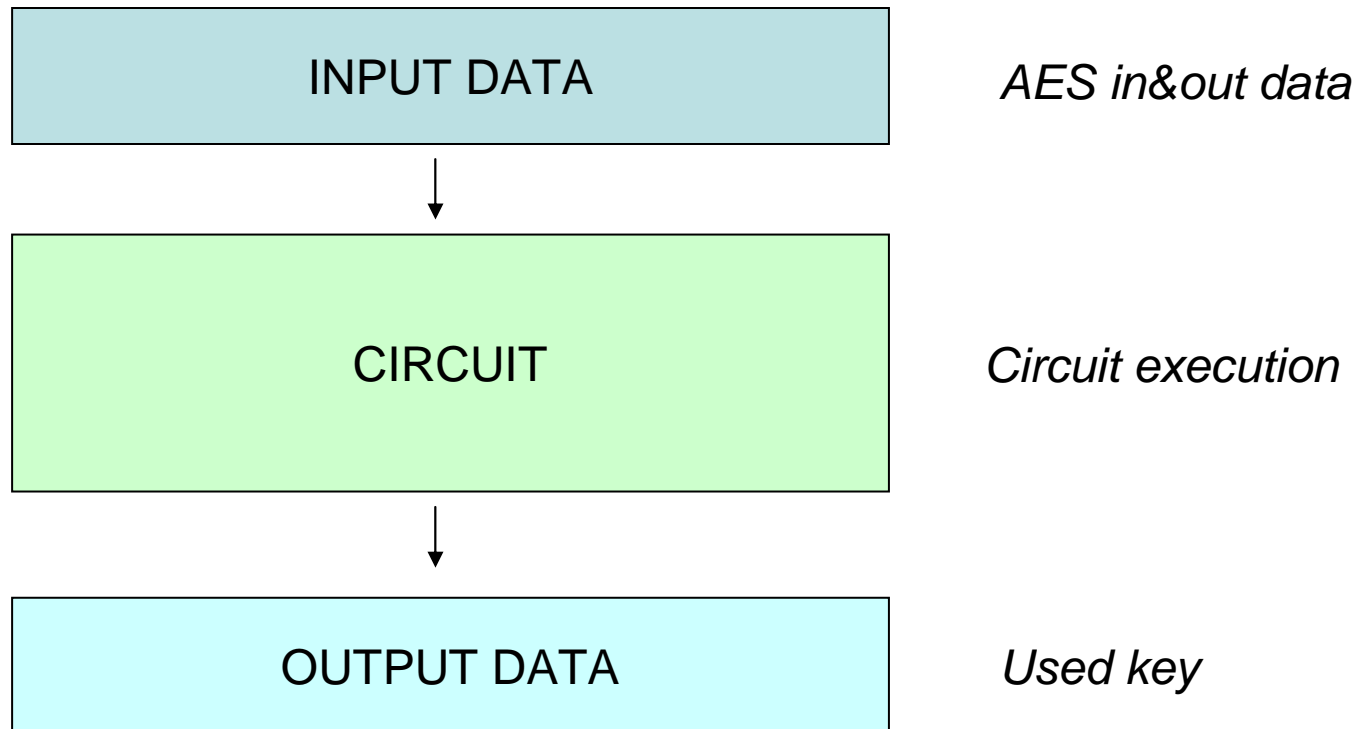 INPUT DATA
AES in&out data
CIRCUIT
Circuit execution
OUTPUT DATA
Used key